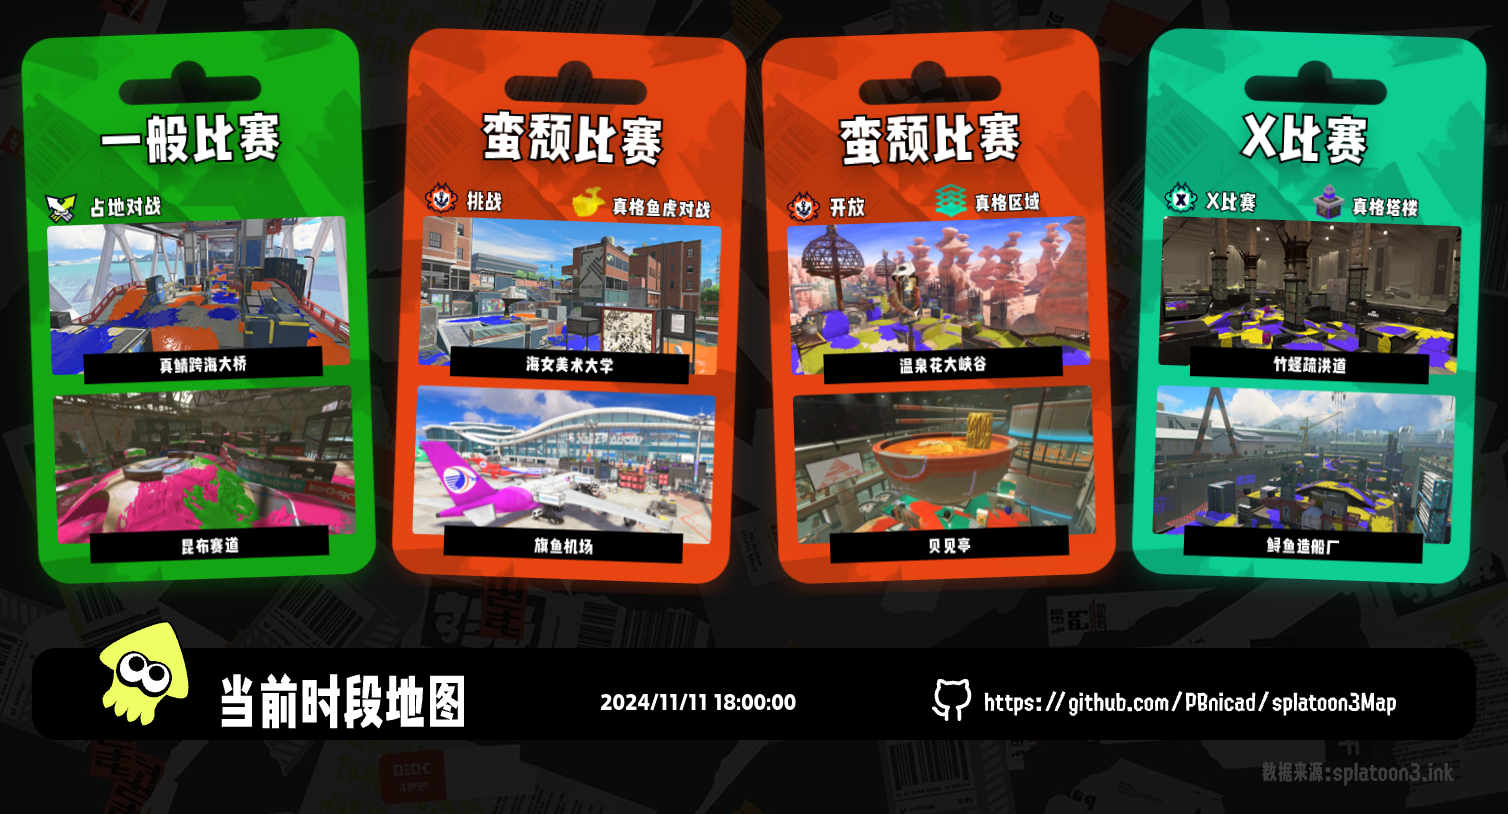 一般比赛
占地对战
真鲭跨海大桥
昆布赛道
蛮颓比赛
挑战
真格鱼虎对战
海女美术大学
旗鱼机场
蛮颓比赛
开放
真格区域
温泉花大峡谷
贝见亭
X比赛
X比赛
真格塔楼
竹蛏疏洪道
鲟鱼造船厂
当前时段地图
2024/11/11 18:00:00
https://github.com/PBnicad/splatoon3Map
数据来源:splatoon3.ink